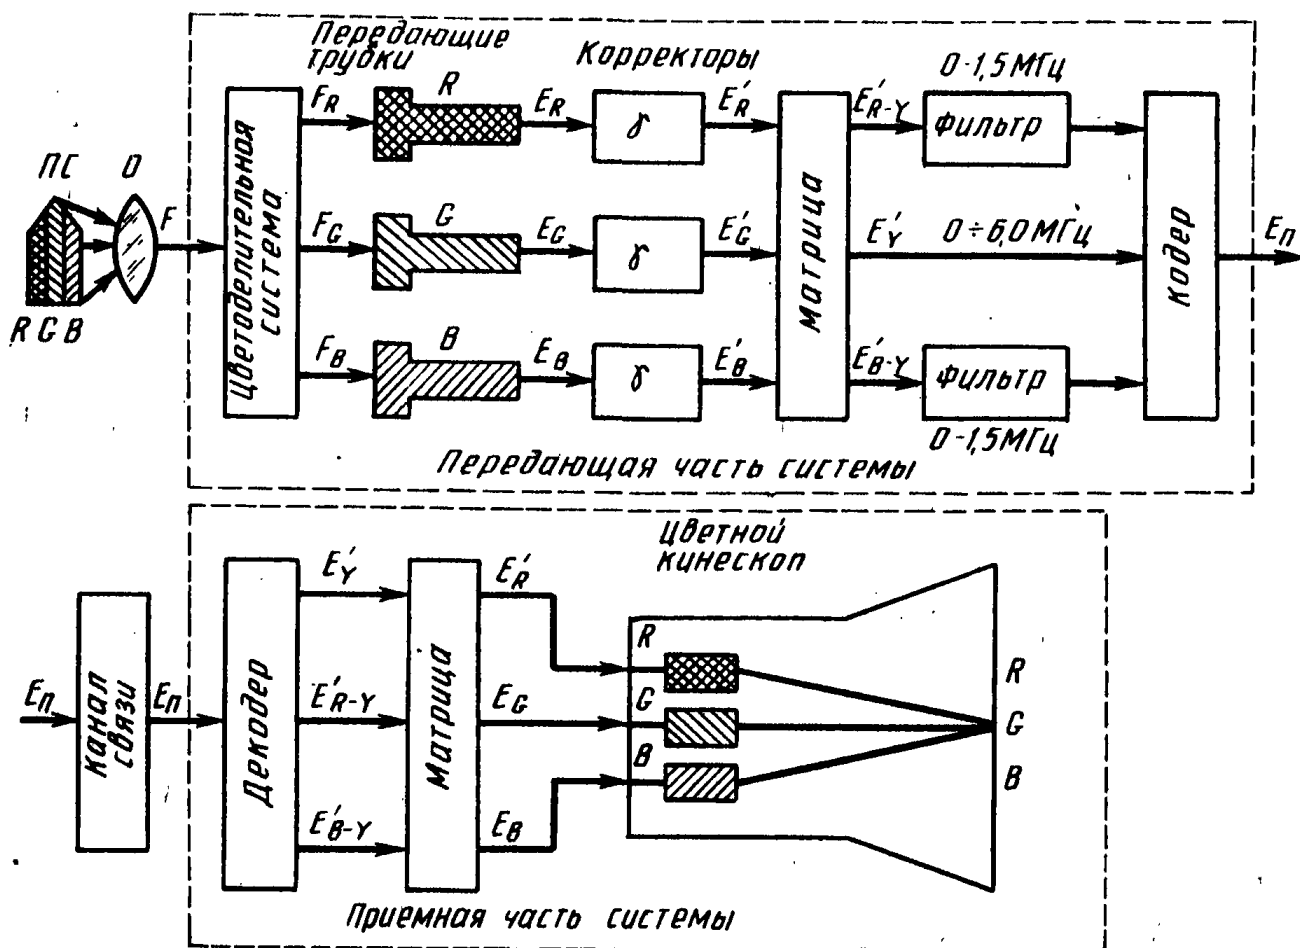 Передающие
трубки
Корректоры
0-1,5 МГц
F_R
R
E_R
γ
E'_R
E'_R-Y
Фильтр
ПС
О
F
Цветоделительная
система
F_G
G
E_G
γ
E'_G
Матрица
E'_Y
0÷6,0 МГц
Кодер
E_П
R G B
F_B
B
E_B
γ
E'_B
E'_B-Y
Фильтр
0-1,5 МГц
Передающая часть системы
Цветной
кинескоп
E_П
Канал
связи
E_П
Декодер
E'_Y
E'_R-Y
E'_B-Y
Матрица
E'_R
E_G
E_B
R
G
B
R
G
B
Приемная часть системы